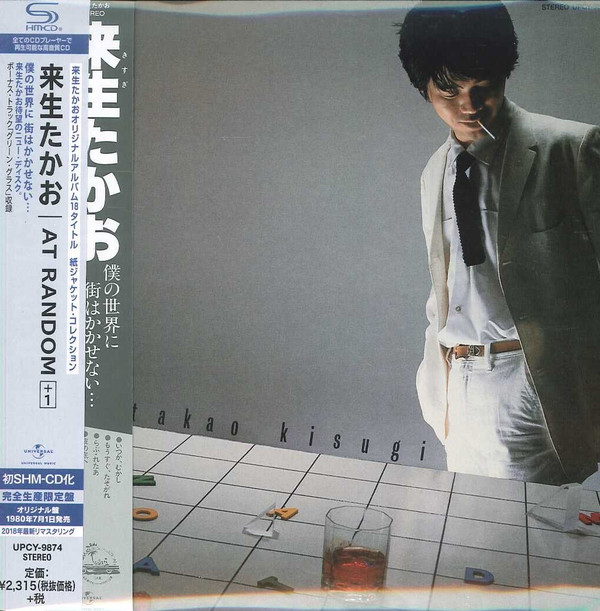 SHM-CD
全てのCDプレーヤーで
再生可能な高音質CD
僕の世界に 街はかかせない…
来生たかお待望のニュー・ディスク。
ボーナス・トラック「グリーン・グラス」収録
来生たかお | AT RANDOM +1
来生たかおオリジナルアルバム18タイトル 紙ジャケット・コレクション
UNIVERSAL
UNIVERSAL MUSIC
初SHM-CD化
完全生産限定盤
オリジナル盤
1980年7月1日発売
2018年最新リマスタリング
UPCY-9874
STEREO
定価:
¥2,315(税抜価格)
+税
来生たかお
きすぎ
僕の世界に
街はかかせない…
●いつか、むかし
●もうすぐ、たそがれ
●らぶれたあ
takao kisugi